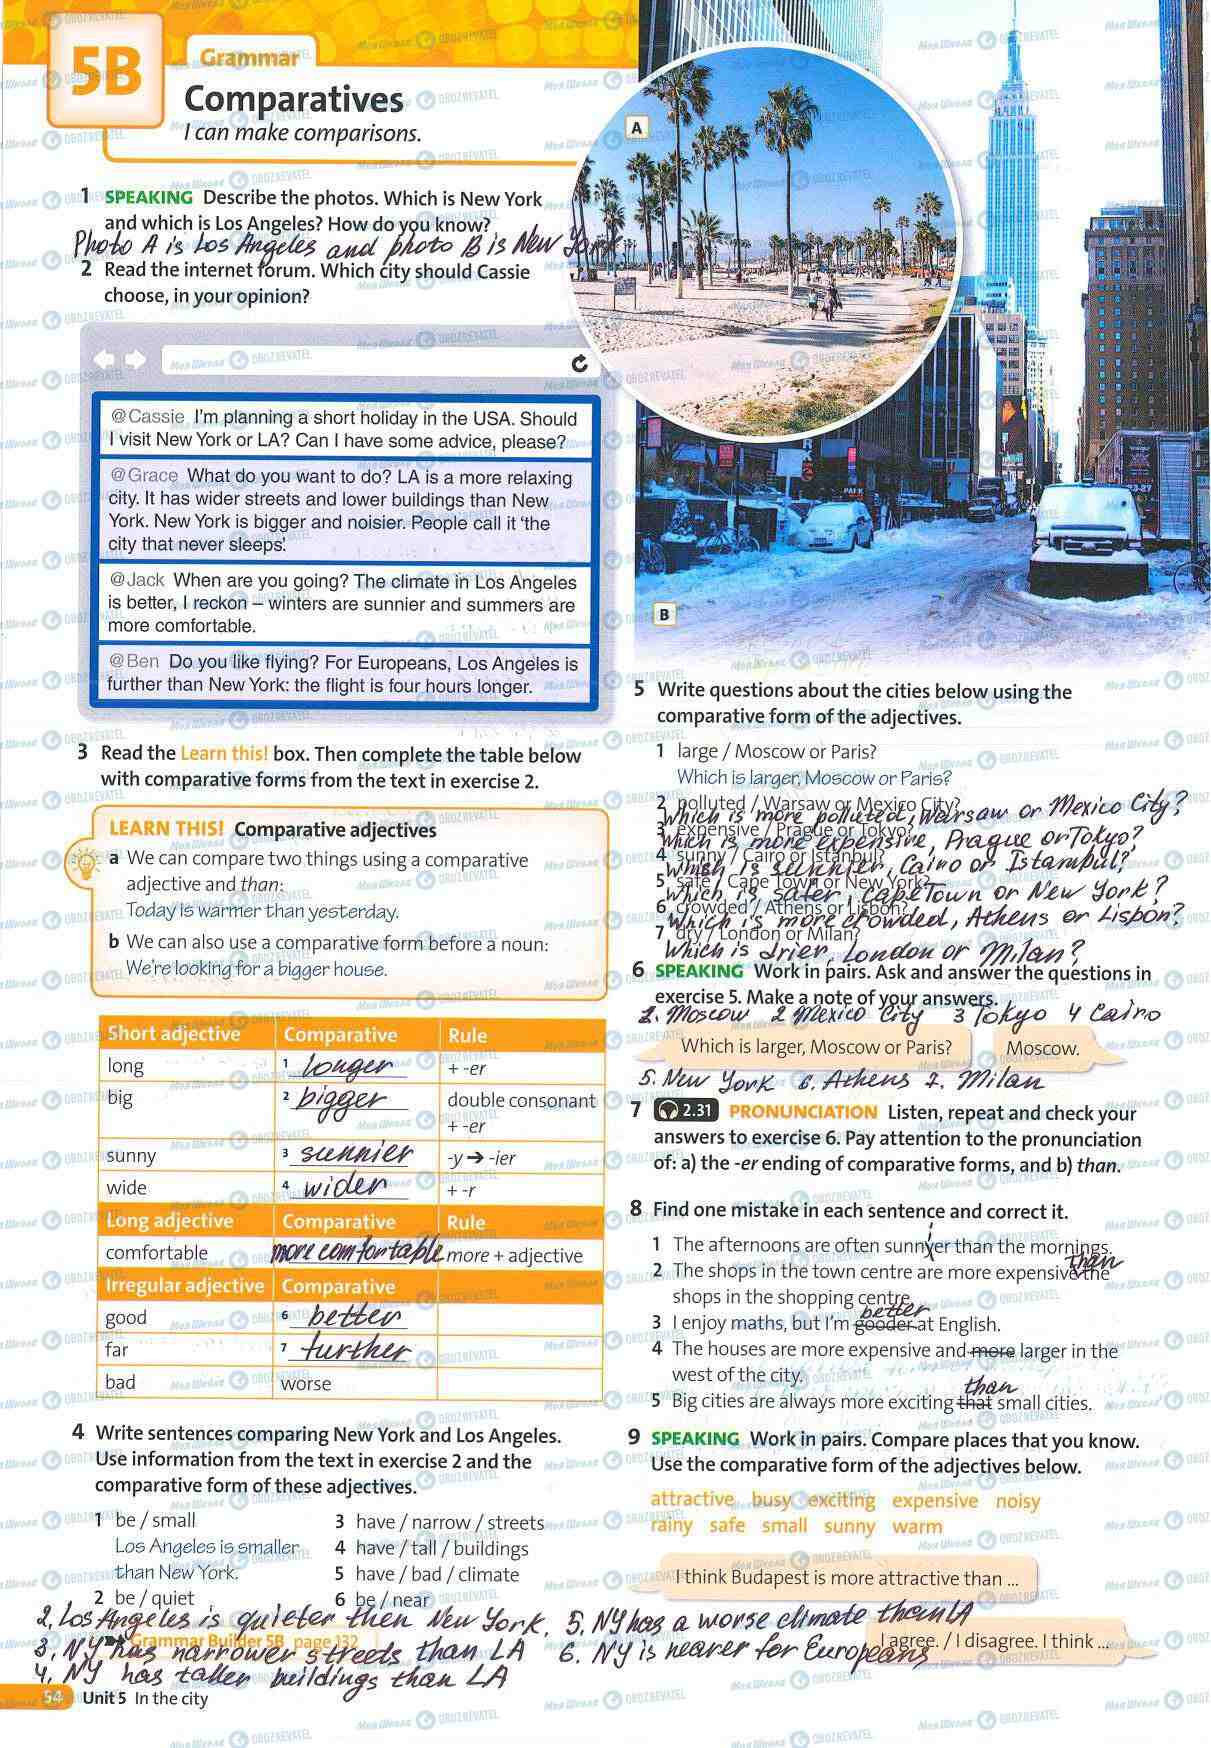 5B
Grammar
Comparatives
I can make comparisons.
1 SPEAKING Describe the photos. Which is New York
and which is Los Angeles? How do you know?
Photo A is Los Angeles and photo B is New York
2 Read the internet forum. Which city should Cassie
choose, in your opinion?
@Cassie I'm planning a short holiday in the USA. Should
I visit New York or LA? Can I have some advice, please?
@Grace What do you want to do? LA is a more relaxing
city. It has wider streets and lower buildings than New
York. New York is bigger and noisier. People call it 'the
city that never sleeps'.
@Jack When are you going? The climate in Los Angeles
is better, I reckon – winters are sunnier and summers are
more comfortable.
@Ben Do you like flying? For Europeans, Los Angeles is
further than New York: the flight is four hours longer.
3 Read the Learn this! box. Then complete the table below
with comparative forms from the text in exercise 2.
LEARN THIS! Comparative adjectives
a We can compare two things using a comparative
adjective and than:
Today is warmer than yesterday.
b We can also use a comparative form before a noun:
We're looking for a bigger house.
Short adjective Comparative Rule
long 1 longer + -er
big 2 bigger double consonant
+ -er
sunny 3 sunnier -y ➔ -ier
wide 4 wider + -r
Long adjective Comparative Rule
comfortable more comfortable more + adjective
Irregular adjective Comparative
good 6 better
far 7 further
bad worse
4 Write sentences comparing New York and Los Angeles.
Use information from the text in exercise 2 and the
comparative form of these adjectives.
1 be / small
Los Angeles is smaller
than New York.
2 be / quiet
3 have / narrow / streets
4 have / tall / buildings
5 have / bad / climate
6 be / near
2. Los Angeles is quieter then New York.
3. NY has narrower streets than LA
4. NY has taller buildings than LA
5. NY has a worse climate than LA
6. NY is nearer for Europeans
Grammar Builder 5B page 132
54 Unit 5 In the city
A
B
5 Write questions about the cities below using the
comparative form of the adjectives.
1 large / Moscow or Paris?
Which is larger, Moscow or Paris?
2 polluted / Warsaw or Mexico City?
Which is more polluted, Warsaw or Mexico City?
3 expensive / Prague or Tokyo?
Which is more expensive, Prague or Tokyo?
4 sunny / Cairo or Istanbul?
Which is sunnier, Cairo or Istambul?
5 safe / Cape Town or New York?
Which is safer, Cape Town or New York?
6 crowded / Athens or Lisbon?
Which is more crowded, Athens or Lisbon?
7 dry / London or Milan?
Which is drier, London or Milan?
6 SPEAKING Work in pairs. Ask and answer the questions in
exercise 5. Make a note of your answers.
1. Moscow 2 Mexico City 3 Tokyo 4 Cairo
Which is larger, Moscow or Paris? Moscow.
5. New York 6. Athens 7. Milan
7 2.31 PRONUNCIATION Listen, repeat and check your
answers to exercise 6. Pay attention to the pronunciation
of: a) the -er ending of comparative forms, and b) than.
8 Find one mistake in each sentence and correct it.
i
1 The afternoons are often sunnyer than the mornings.
than
2 The shops in the town centre are more expensive the
shops in the shopping centre.
better
3 I enjoy maths, but I'm gooder at English.
4 The houses are more expensive and more larger in the
west of the city.
than
5 Big cities are always more exciting that small cities.
9 SPEAKING Work in pairs. Compare places that you know.
Use the comparative form of the adjectives below.
attractive busy exciting expensive noisy
rainy safe small sunny warm
I think Budapest is more attractive than ...
I agree. / I disagree. I think ...
Моя Школа OBOZREVATEL